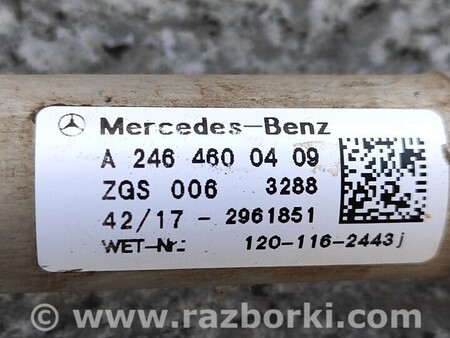 Mercedes-Benz
A 246 460 04 09
ZGS 006 3288
42/17 - 2961851
WET-Nr.: 120-116-2443j
© www.razborki.com